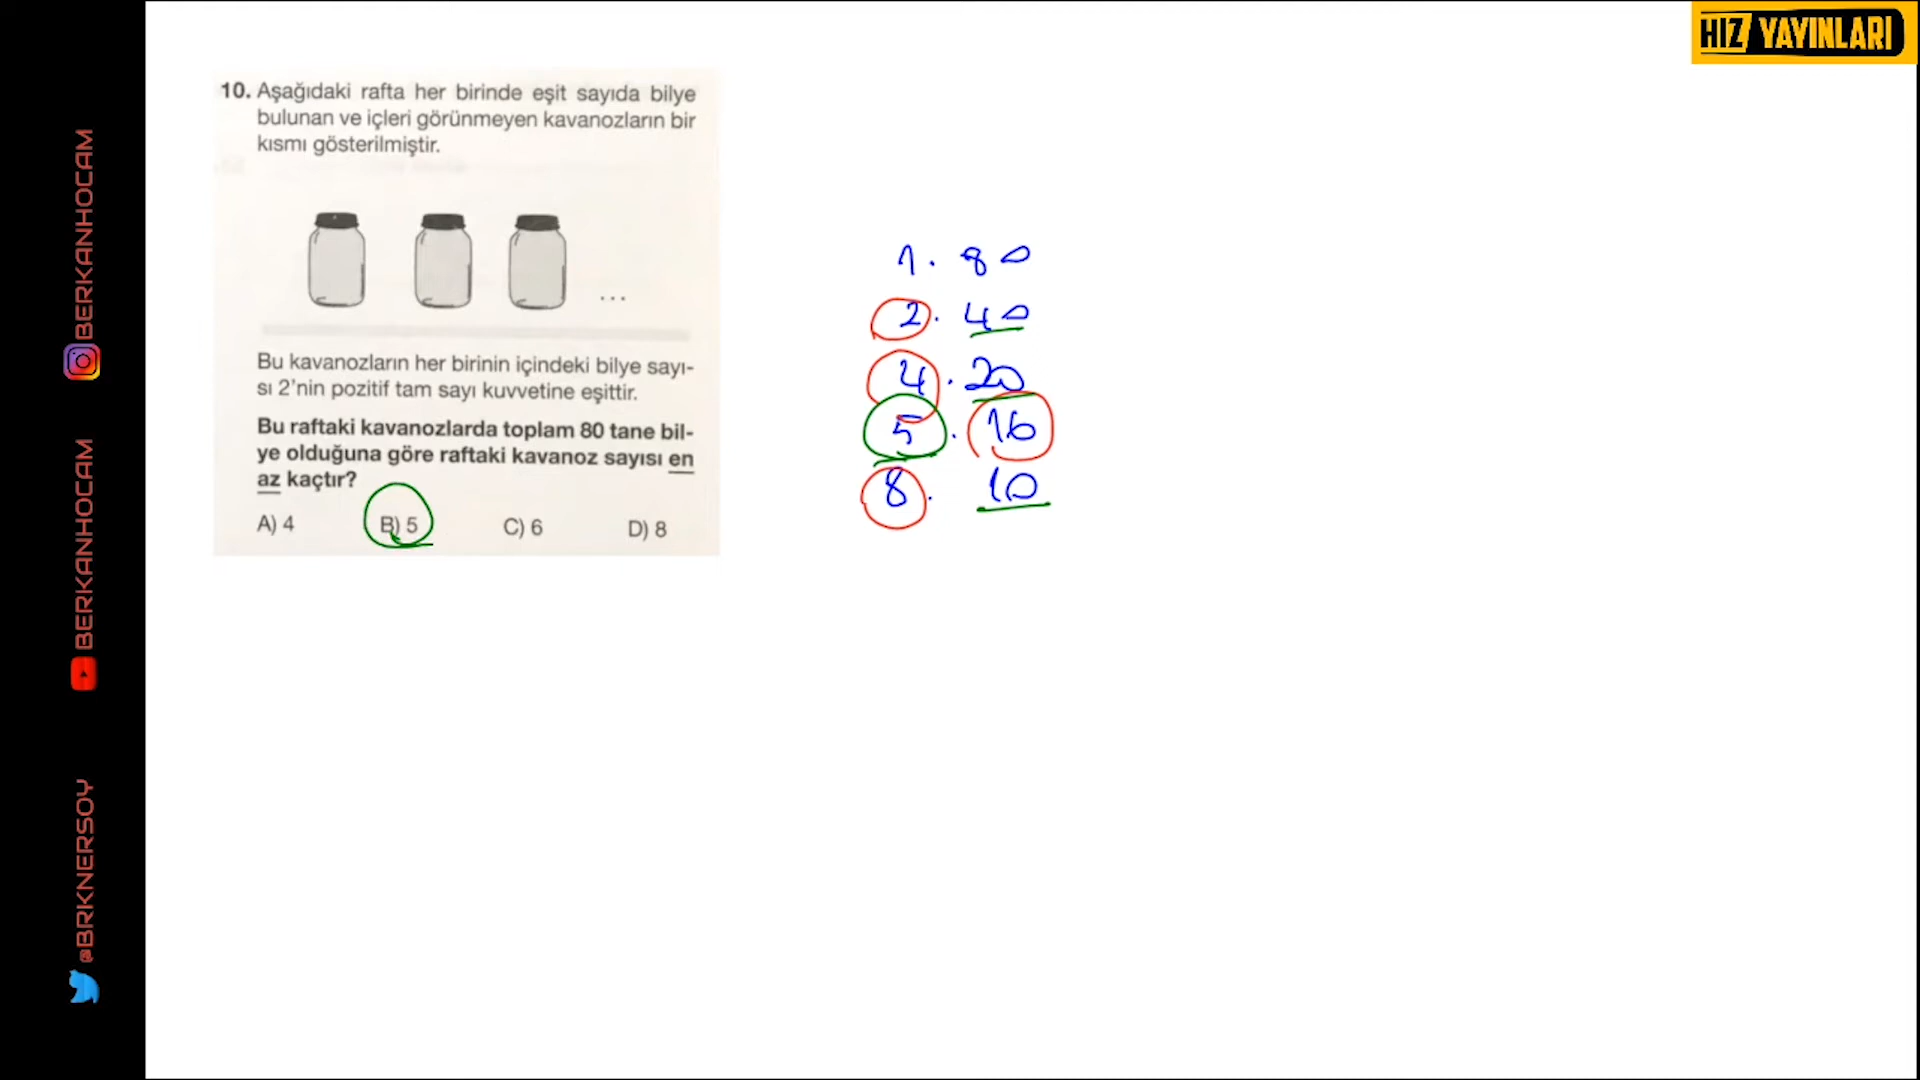 HIZ YAYINLARI
BERKANHOCAM
BERKANHOCAM
@BRKNERSOY
10. Aşağıdaki rafta her birinde eşit sayıda bilye
bulunan ve içleri görünmeyen kavanozların bir
kısmı gösterilmiştir.
...
Bu kavanozların her birinin içindeki bilye sayı-
sı 2'nin pozitif tam sayı kuvvetine eşittir.
Bu raftaki kavanozlarda toplam 80 tane bil-
ye olduğuna göre raftaki kavanoz sayısı en
az kaçtır?
A) 4 B) 5 C) 6 D) 8
1. 80
2. 40
4. 20
5. 16
8. 10